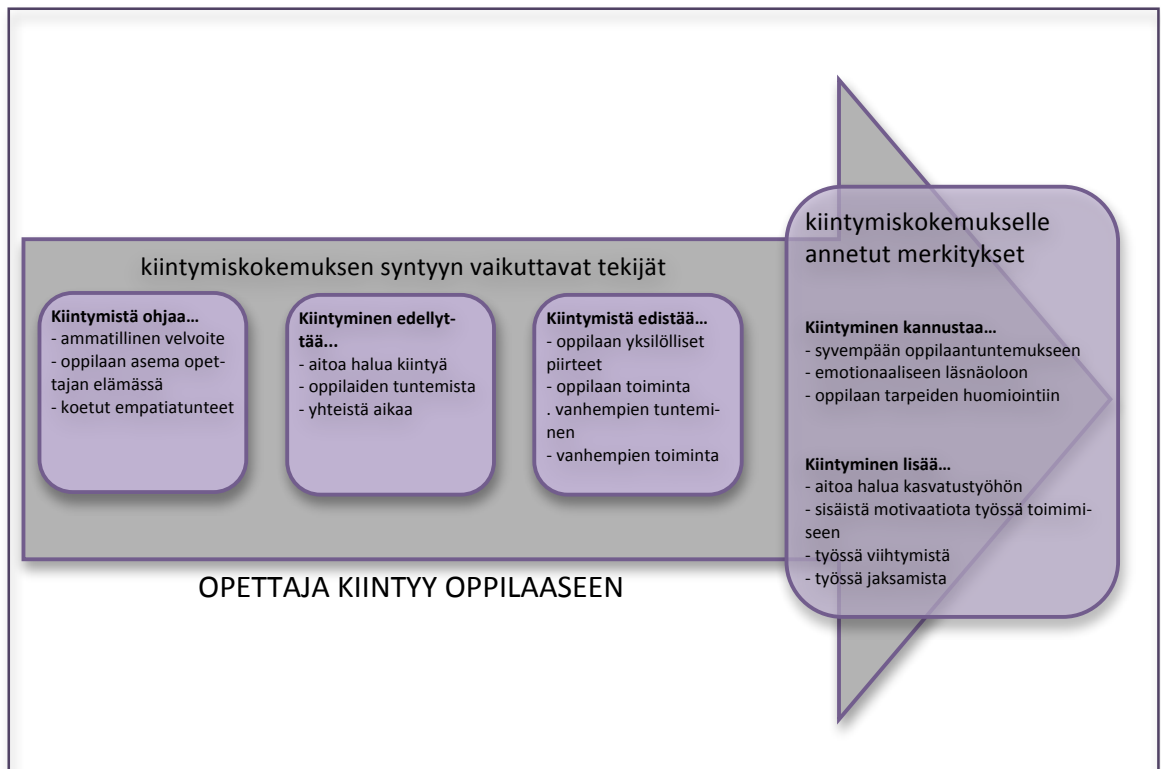 kiintymiskokemuksen syntyyn vaikuttavat tekijät
Kiintymistä ohjaa...
- ammatillinen velvoite
- oppilaan asema opet-
tajan elämässä
- koetut empatiatunteet
Kiintyminen edellyt-
tää...
- aitoa halua kiintyä
- oppilaiden tuntemista
- yhteistä aikaa
Kiintymistä edistää...
- oppilaan yksilölliset
piirteet
- oppilaan toiminta
. vanhempien tuntemi-
nen
- vanhempien toiminta
kiintymiskokemukselle
annetut merkitykset
Kiintyminen kannustaa...
- syvempään oppilaantuntemukseen
- emotionaaliseen läsnäoloon
- oppilaan tarpeiden huomiointiin
Kiintyminen lisää...
- aitoa halua kasvatustyöhön
- sisäistä motivaatiota työssä toimimi-
seen
- työssä viihtymistä
- työssä jaksamista
OPETTAJA KIINTYY OPPILAASEEN